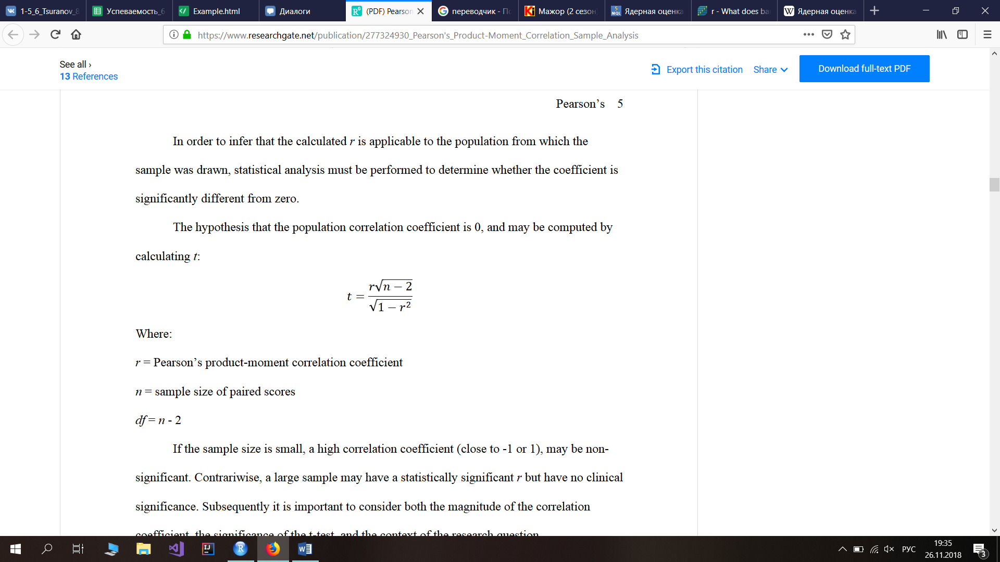 1-5_6_Tsuranov_8
Успеваемость_6
Example.html
Диалоги
(PDF) Pearson
переводчик - По
Мажор (2 сезон
Ядерная оценка
r - What does ba
Ядерная оценка
https://www.researchgate.net/publication/277324930_Pearson's_Product-Moment_Correlation_Sample_Analysis
See all ›
13 References
Export this citation
Share
Download full-text PDF
Pearson’s 5
In order to infer that the calculated r is applicable to the population from which the
sample was drawn, statistical analysis must be performed to determine whether the coefficient is
significantly different from zero.
The hypothesis that the population correlation coefficient is 0, and may be computed by
calculating t:
t = r√n − 2 / √1 − r²
Where:
r = Pearson’s product-moment correlation coefficient
n = sample size of paired scores
df = n - 2
If the sample size is small, a high correlation coefficient (close to -1 or 1), may be non-
significant. Contrariwise, a large sample may have a statistically significant r but have no clinical
significance. Subsequently it is important to consider both the magnitude of the correlation
coefficient, the significance of the t-test, and the context of the research question.
РУС
19:35
26.11.2018
3